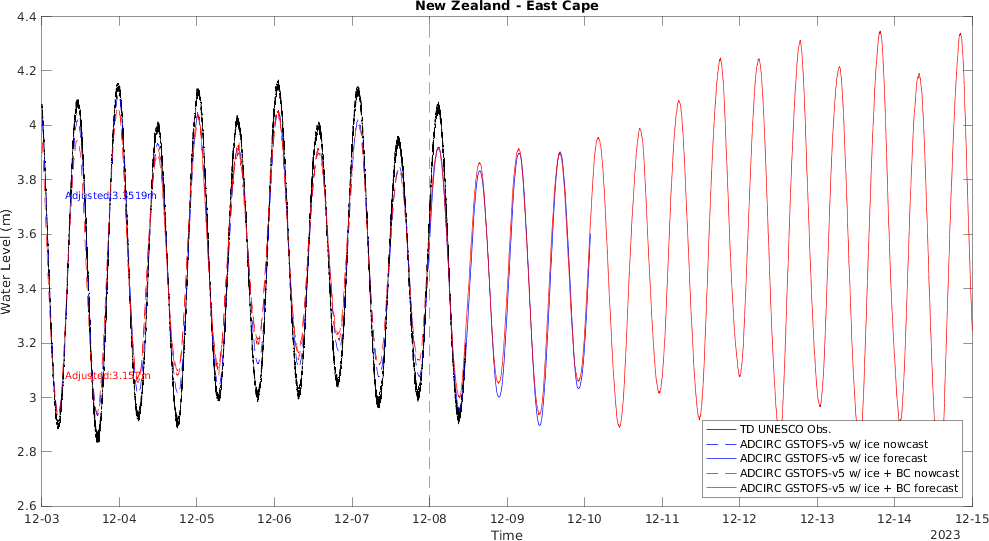 New Zealand - East Cape
4.4
4.2
4
3.8
3.6
3.4
3.2
3
2.8
2.6
Water Level (m)
Adjusted:3.1519m
Adjusted:3.157m
TD UNESCO Obs.
ADCIRC GSTOFS-v5 w/ ice nowcast
ADCIRC GSTOFS-v5 w/ ice forecast
ADCIRC GSTOFS-v5 w/ ice + BC nowcast
ADCIRC GSTOFS-v5 w/ ice + BC forecast
12-03 12-04 12-05 12-06 12-07 12-08 12-09 12-10 12-11 12-12 12-13 12-14 12-15
Time
2023